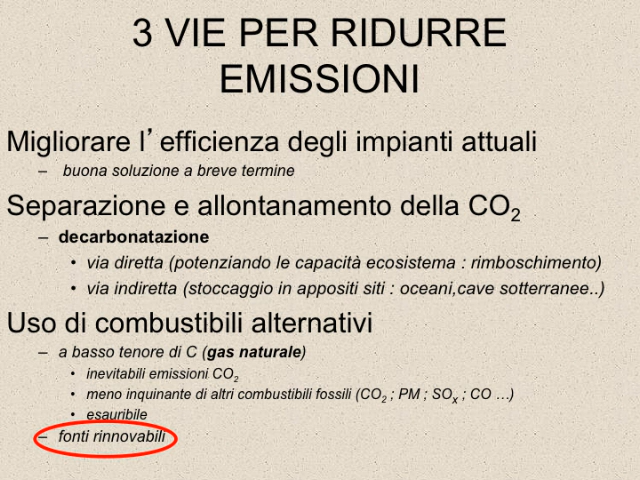 3 VIE PER RIDURRE
EMISSIONI
Migliorare l’efficienza degli impianti attuali
– buona soluzione a breve termine
Separazione e allontanamento della CO₂
– decarbonatazione
• via diretta (potenziando le capacità ecosistema : rimboschimento)
• via indiretta (stoccaggio in appositi siti : oceani,cave sotterranee..)
Uso di combustibili alternativi
– a basso tenore di C (gas naturale)
• inevitabili emissioni CO₂
• meno inquinante di altri combustibili fossili (CO₂ ; PM ; SOₓ ; CO …)
• esauribile
– fonti rinnovabili